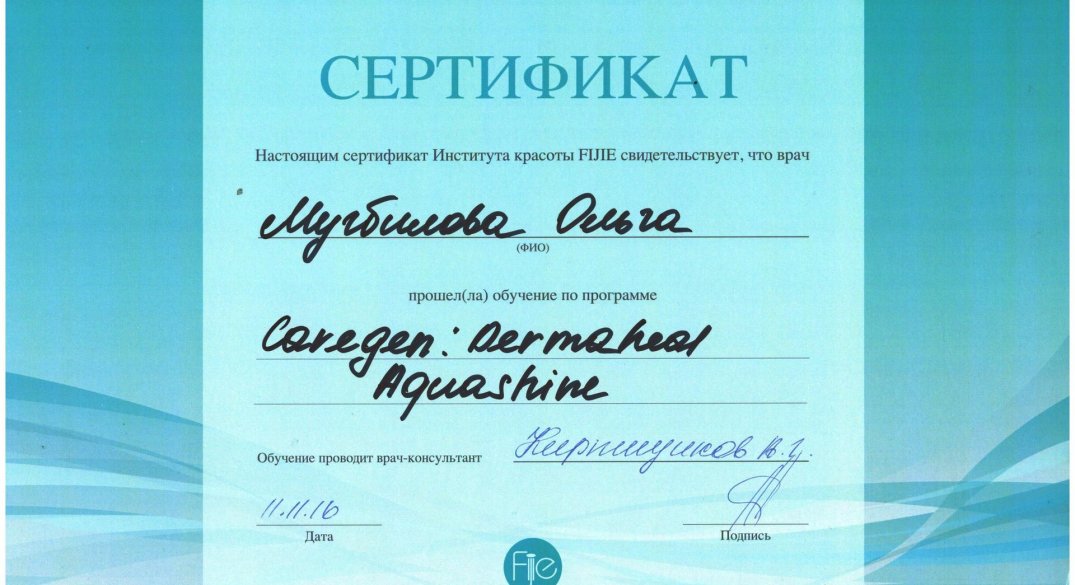 СЕРТИФИКАТ
Настоящим сертификат Института красоты FIJIE свидетельствует, что врач
Мугбилова Ольга
(ФИО)
прошел(ла) обучение по программе
Caregen: Dermaheal
Aquashine
Обучение проводит врач-консультант
11.11.16
Дата
Подпись
Fijie